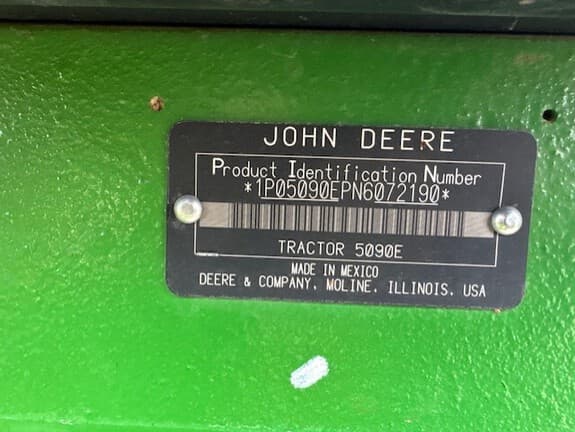 JOHN DEERE
Product Identification Number
*1P05090EPN6072190*
TRACTOR 5090E
MADE IN MEXICO
DEERE & COMPANY, MOLINE, ILLINOIS, USA